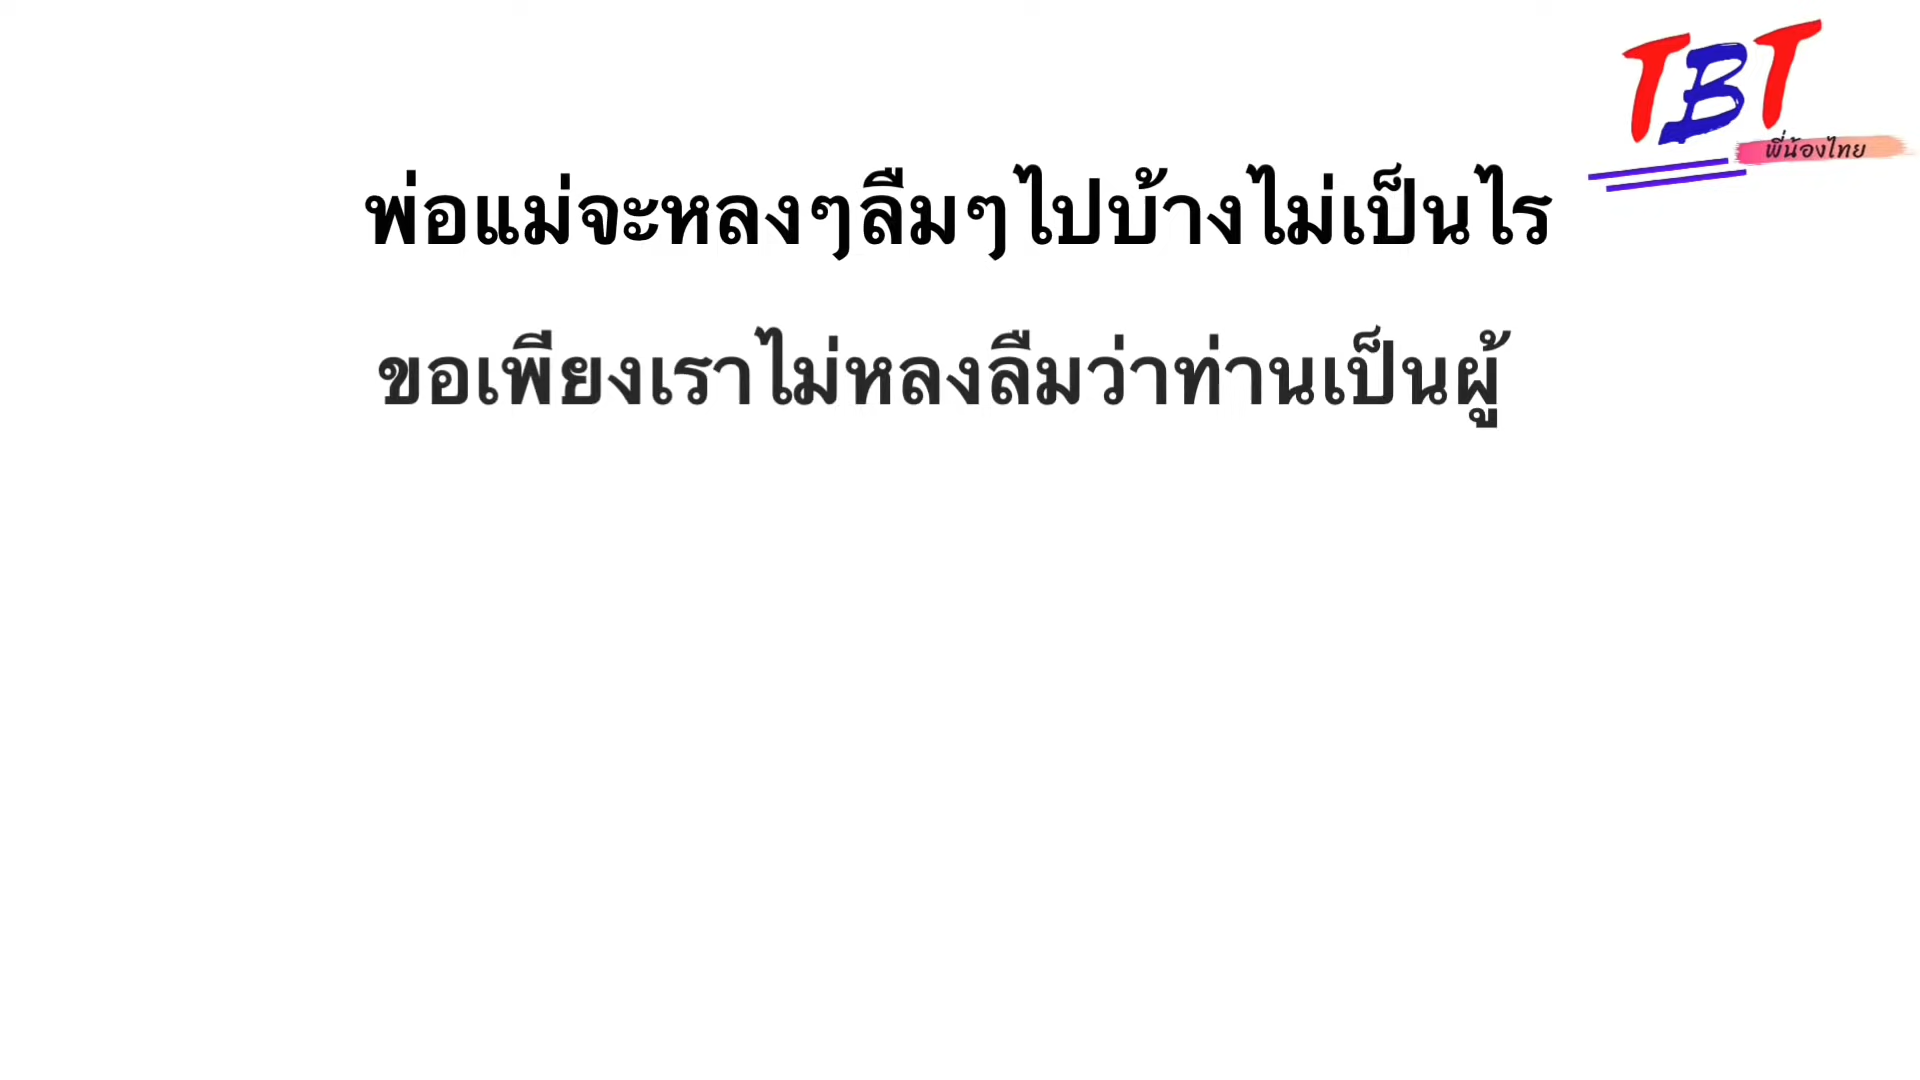 TBT
พี่น้องไทย
พ่อแม่จะหลงๆลืมๆไปบ้างไม่เป็นไร
ขอเพียงเราไม่หลงลืมว่าท่านเป็นผู้